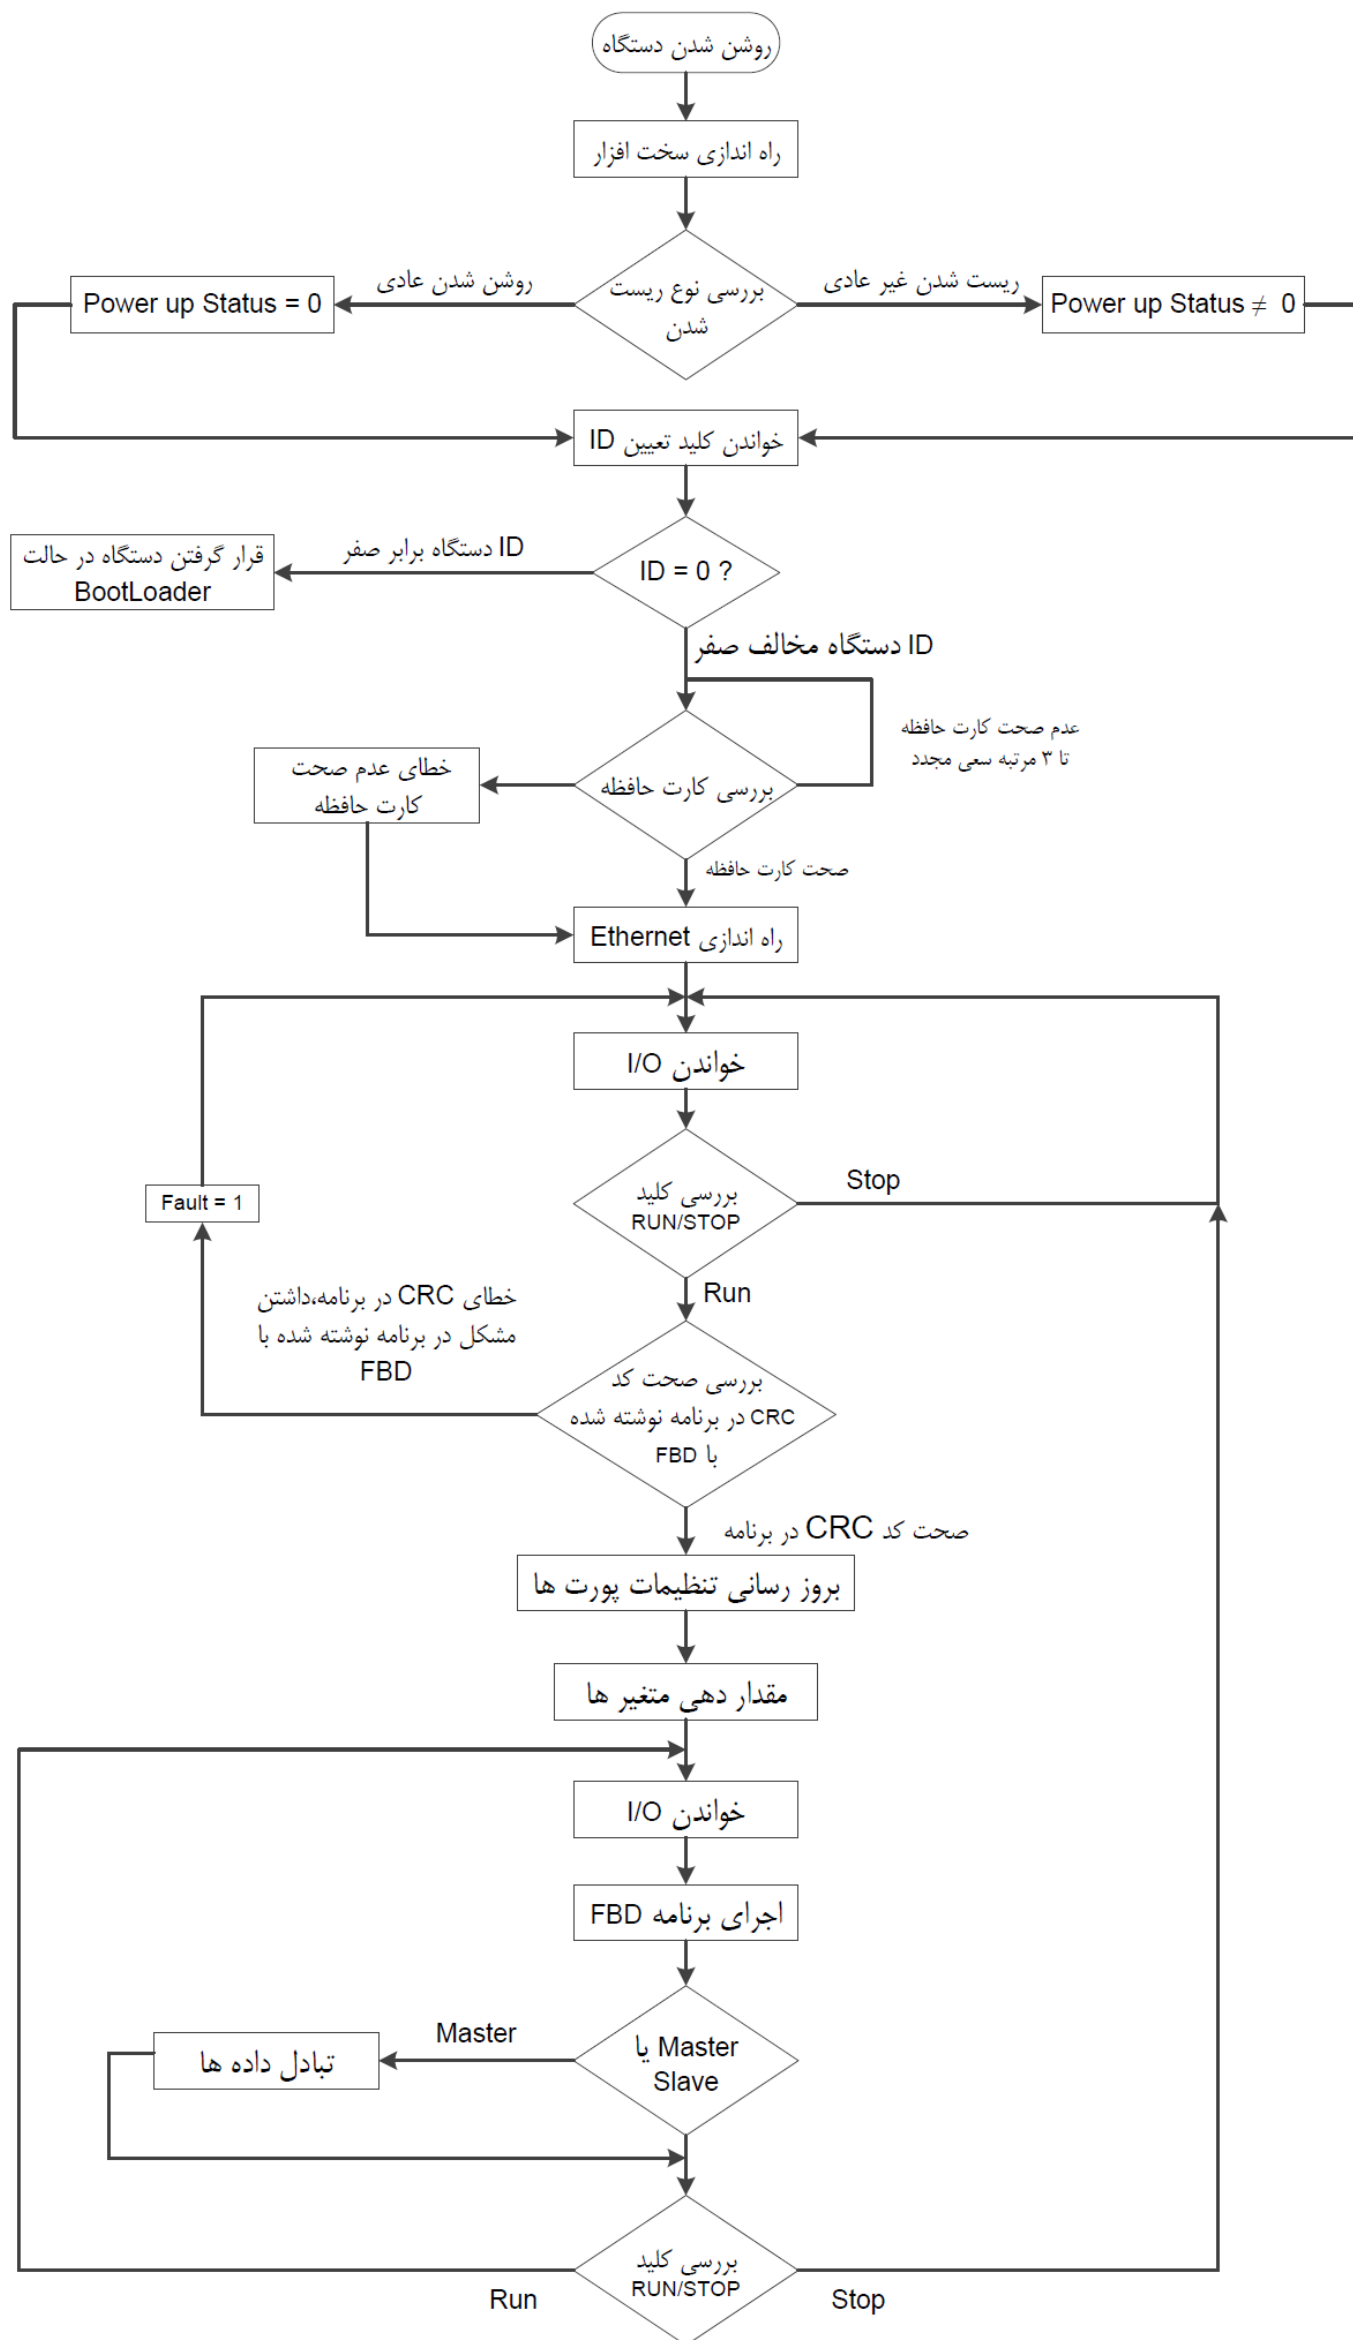 روشن شدن دستگاه
راه اندازی سخت افزار
ریست شدن غیر عادی
روشن شدن عادی
بررسی نوع ریست
شدن
Power up Status = 0
Power up Status ≠ 0
خواندن کلید تعیین ID
ID دستگاه برابر صفر
ID = 0 ?
قرار گرفتن دستگاه در حالت
BootLoader
ID دستگاه مخالف صفر
عدم صحت کارت حافظه
تا ۳ مرتبه سعی مجدد
بررسی کارت حافظه
خطای عدم صحت
کارت حافظه
صحت کارت حافظه
راه اندازی Ethernet
خواندن I/O
بررسی کلید
RUN/STOP
Stop
Fault = 1
Run
خطای CRC در برنامه،داشتن
مشکل در برنامه نوشته شده با
FBD
بررسی صحت کد
CRC در برنامه نوشته شده
با FBD
صحت کد CRC در برنامه
بروز رسانی تنظیمات پورت ها
مقدار دهی متغیر ها
خواندن I/O
اجرای برنامه FBD
Master
Master یا
Slave
تبادل داده ها
بررسی کلید
RUN/STOP
Run
Stop